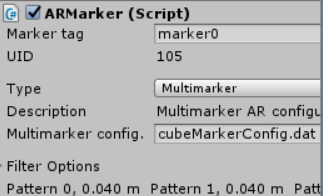 ARMarker (Script)
Marker tag marker0
UID 105
Type Multimarker
Description Multimarker AR configu
Multimarker config. cubeMarkerConfig.dat
Filter Options
Pattern 0, 0.040 m Pattern 1, 0.040 m Patt